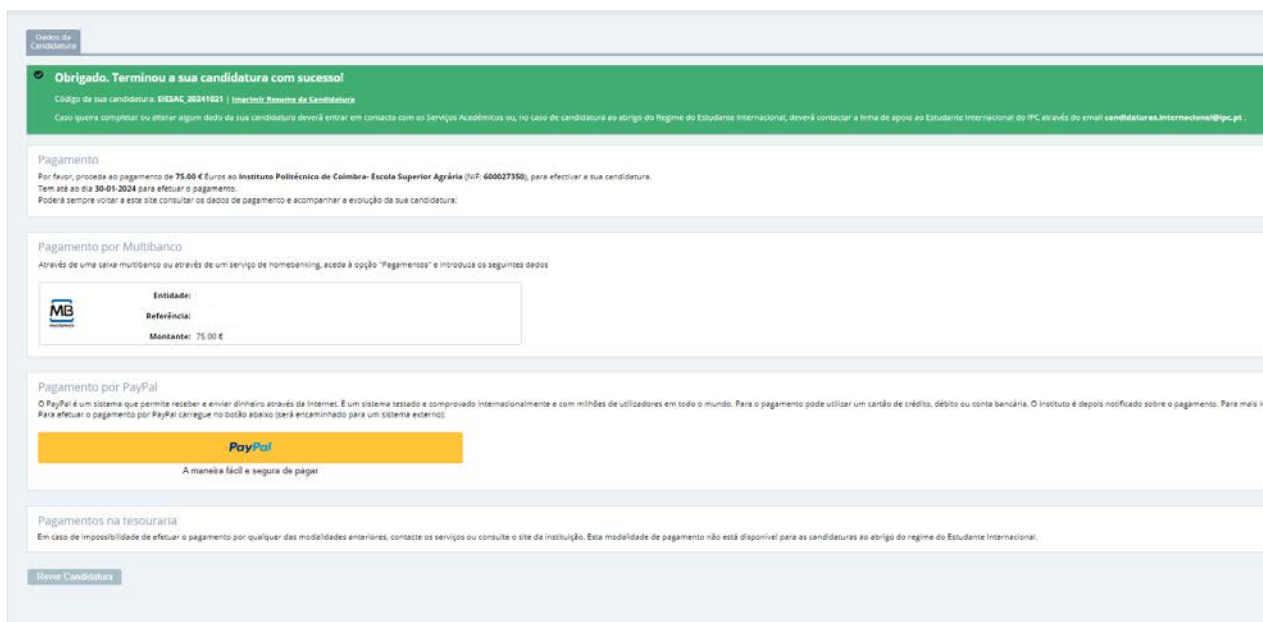 Dados da
Candidatura
Obrigado. Terminou a sua candidatura com sucesso!
Código de sua candidatura: EIESAC_20241021 | Imprimir Resumo da Candidatura
Caso queira completar ou alterar algum dado da sua candidatura deverá entrar em contacto com os Serviços Académicos ou, no caso de candidatura ao abrigo do Regime do Estudante Internacional, deverá contactar a linha de apoio ao Estudante Internacional do IPC através do email candidaturas.internacional@ipc.pt .
Pagamento
Por favor, proceda ao pagamento de 75.00 € Euros ao Instituto Politécnico de Coimbra- Escola Superior Agrária (NIF: 600027350), para efectivar a sua candidatura.
Tem até ao dia 30-01-2024 para efetuar o pagamento.
Poderá sempre voltar a este site consultar os dados de pagamento e acompanhar a evolução da sua candidatura:
Pagamento por Multibanco
Através de uma caixa multibanco ou através de um serviço de homebanking, aceda à opção "Pagamentos" e introduza os seguintes dados
MB
MULTIBANCO
Entidade:
Referência:
Montante: 75.00 €
Pagamento por PayPal
O PayPal é um sistema que permite receber e enviar dinheiro através da Internet. É um sistema testado e comprovado internacionalmente e com milhões de utilizadores em todo o mundo. Para o pagamento pode utilizar um cartão de crédito, débito ou conta bancária. O Instituto é depois notificado sobre o pagamento. Para mais i
Para efetuar o pagamento por PayPal carregue no botão abaixo (será encaminhado para um sistema externo):
PayPal
A maneira fácil e segura de pagar
Pagamentos na tesouraria
Em caso de impossibilidade de efetuar o pagamento por qualquer das modalidades anteriores, contacte os serviços ou consulte o site da instituição. Esta modalidade de pagamento não está disponível para as candidaturas ao abrigo do regime do Estudante Internacional.
Rever Candidatura